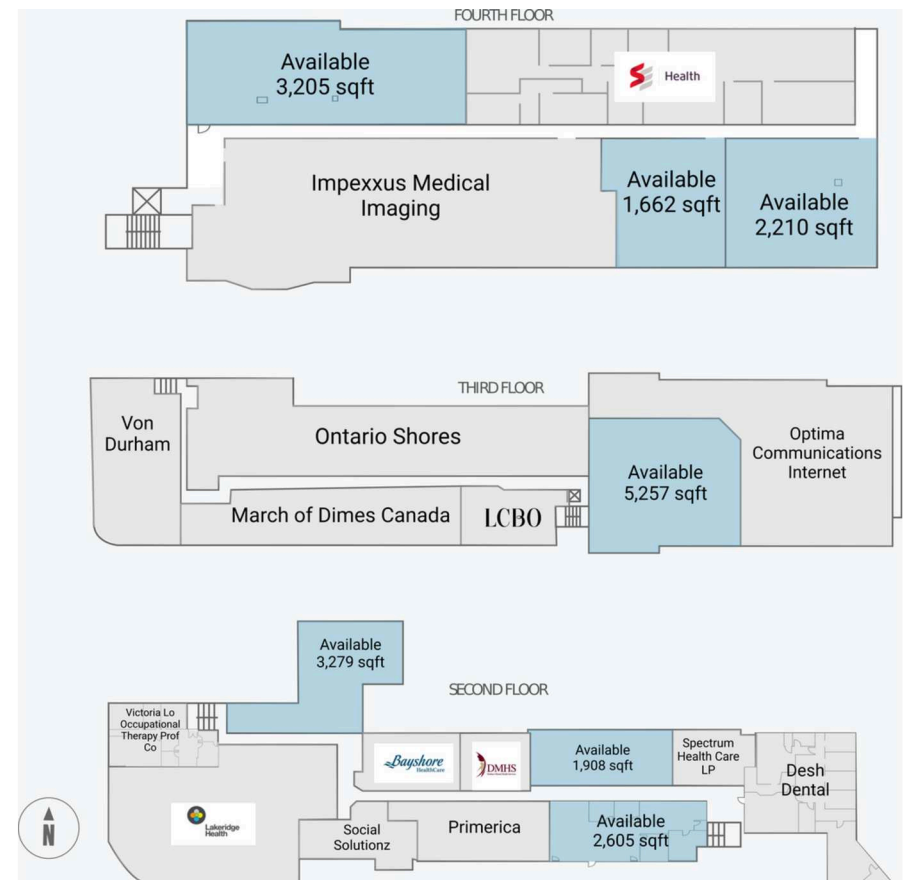 FOURTH FLOOR
Available
3,205 sqft
Health
Impexxus Medical
Imaging
Available
1,662 sqft
Available
2,210 sqft
THIRD FLOOR
Von
Durham
Ontario Shores
March of Dimes Canada
LCBO
Available
5,257 sqft
Optima
Communications
Internet
SECOND FLOOR
Available
3,279 sqft
Victoria Lo
Occupational
Therapy Prof
Co
Bayshore
HealthCare
DMHS
Available
1,908 sqft
Spectrum
Health Care
LP
Desh
Dental
Lakeridge
Health
Social
Solutionz
Primerica
Available
2,605 sqft
N